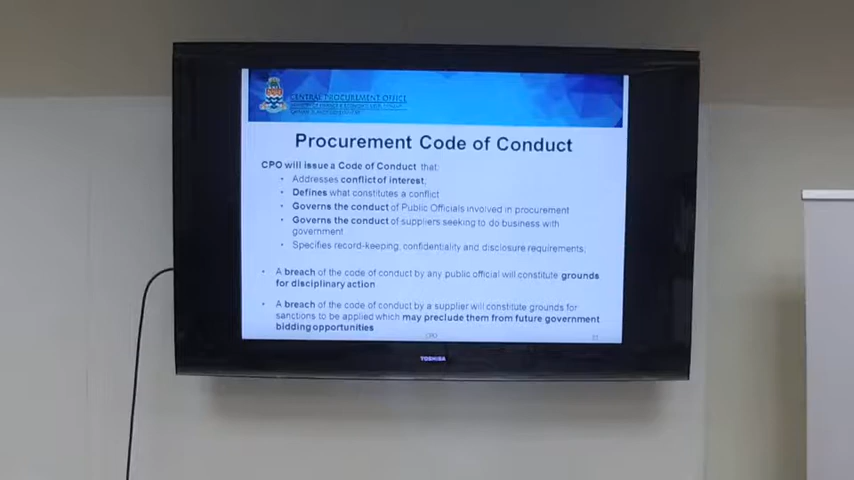 CENTRAL PROCUREMENT OFFICE
Procurement Code of Conduct
CPO will issue a Code of Conduct that:
• Addresses conflict of interest;
• Defines what constitutes a conflict
• Governs the conduct of Public Officials involved in procurement
• Governs the conduct of suppliers seeking to do business with
government
• Specifies record-keeping, confidentiality and disclosure requirements;
• A breach of the code of conduct by any public official will constitute grounds
for disciplinary action
• A breach of the code of conduct by a supplier will constitute grounds for
sanctions to be applied which may preclude them from future government
bidding opportunities
CPO
TOSHIBA